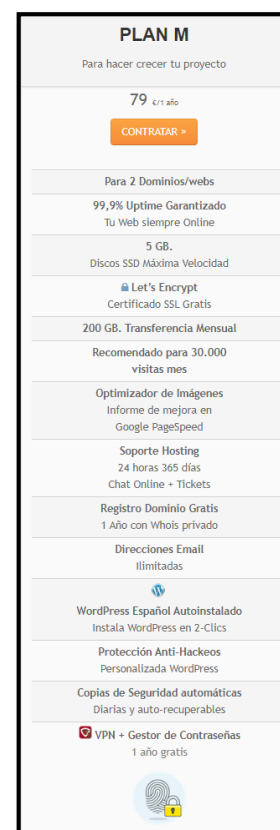 PLAN M
Para hacer crecer tu proyecto
79 €/1 año
CONTRATAR »
Para 2 Dominios/webs
99,9% Uptime Garantizado
Tu Web siempre Online
5 GB.
Discos SSD Máxima Velocidad
Let's Encrypt
Certificado SSL Gratis
200 GB. Transferencia Mensual
Recomendado para 30.000
visitas mes
Optimizador de Imágenes
Informe de mejora en
Google PageSpeed
Soporte Hosting
24 horas 365 días
Chat Online + Tickets
Registro Dominio Gratis
1 Año con Whois privado
Direcciones Email
Ilimitadas
WordPress Español Autoinstalado
Instala WordPress en 2-Clics
Protección Anti-Hackeos
Personalizada WordPress
Copias de Seguridad automáticas
Diarias y auto-recuperables
VPN + Gestor de Contraseñas
1 año gratis